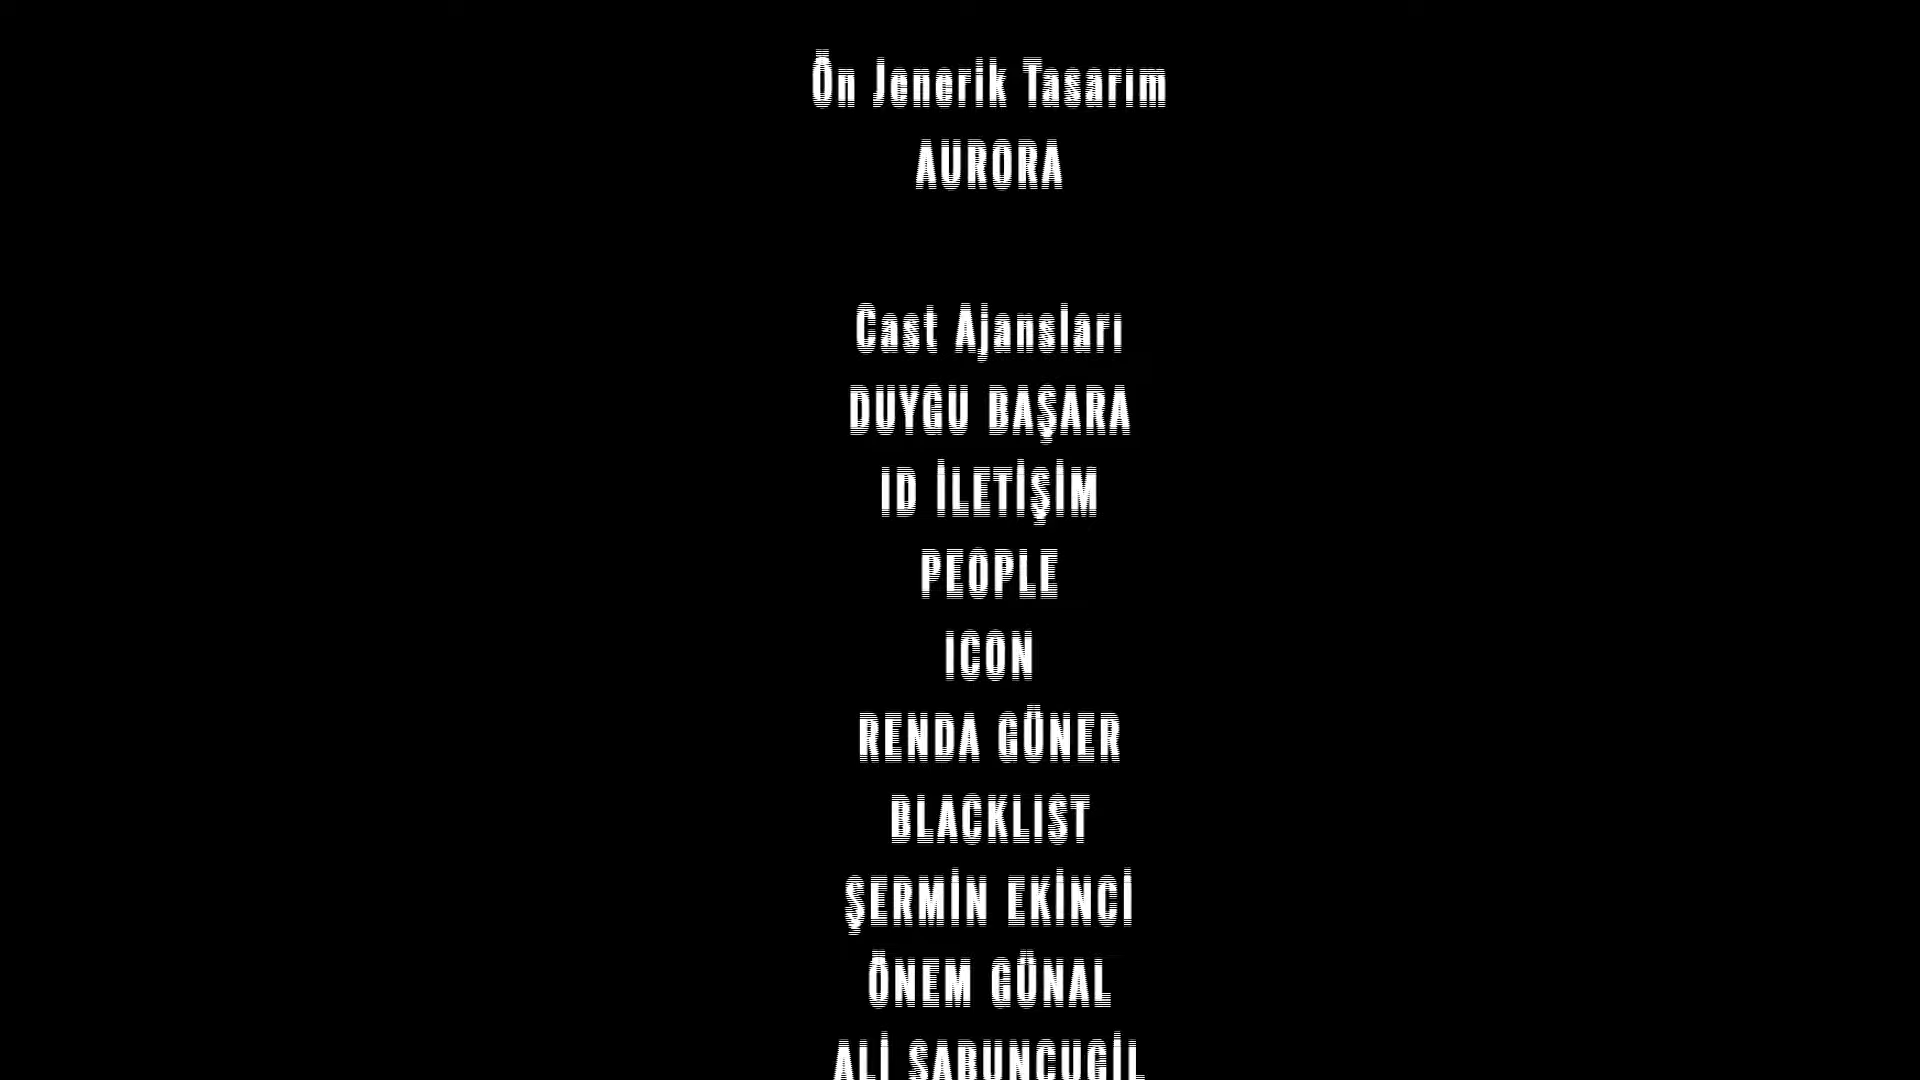 Ön Jenerik Tasarım
AURORA
Cast Ajansları
DUYGU BAŞARA
ID İLETİŞİM
PEOPLE
ICON
RENDA GÜNER
BLACKLIST
ŞERMİN EKİNCİ
ÖNEM GÜNAL
ALİ SABUNCUGİL